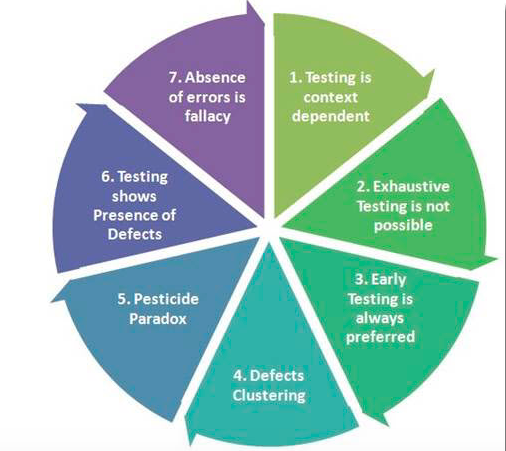 1. Testing is
context
dependent
2. Exhaustive
Testing is not
possible
3. Early
Testing is
always
preferred
4. Defects
Clustering
5. Pesticide
Paradox
6. Testing
shows
Presence of
Defects
7. Absence
of errors is
fallacy